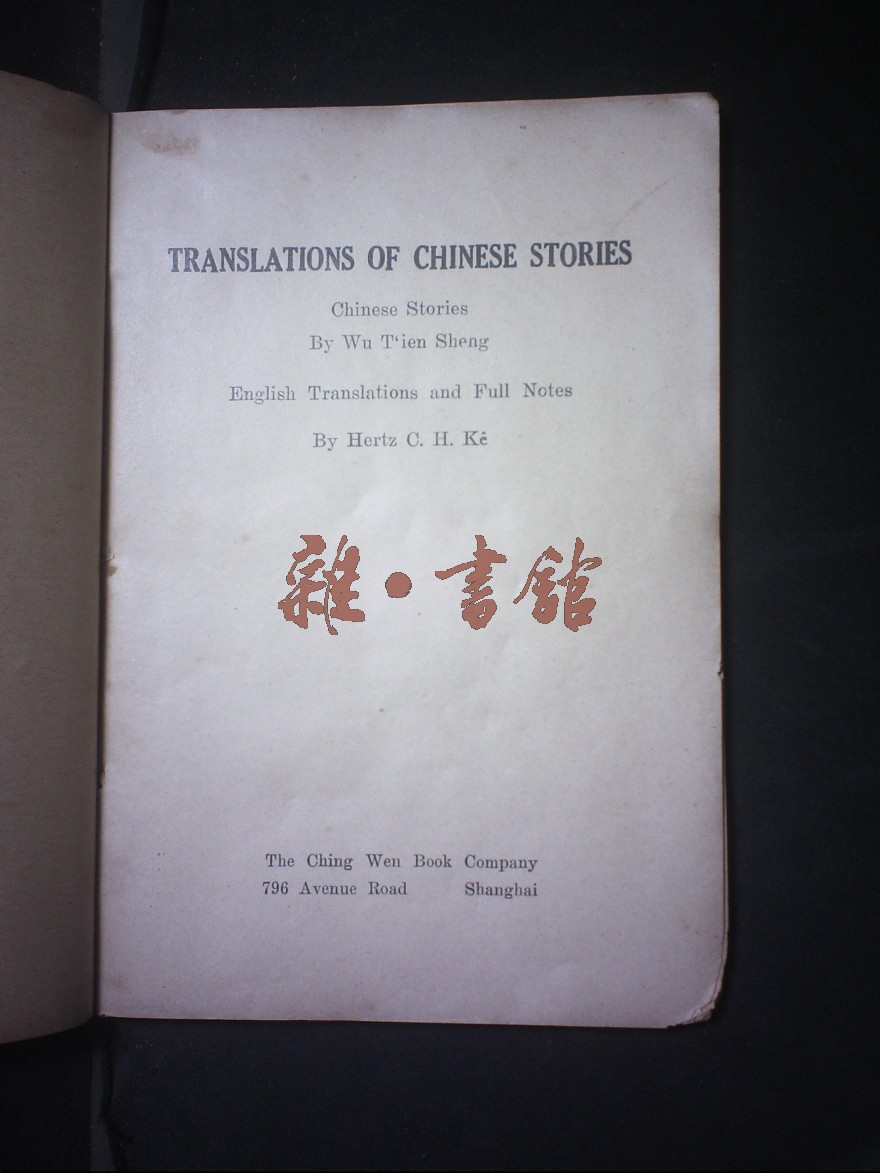 TRANSLATIONS OF CHINESE STORIES
Chinese Stories
By Wu T‘ien Sheng
English Translations and Full Notes
By Hertz C. H. Kê
雜·書館
The Ching Wen Book Company
796 Avenue Road Shanghai